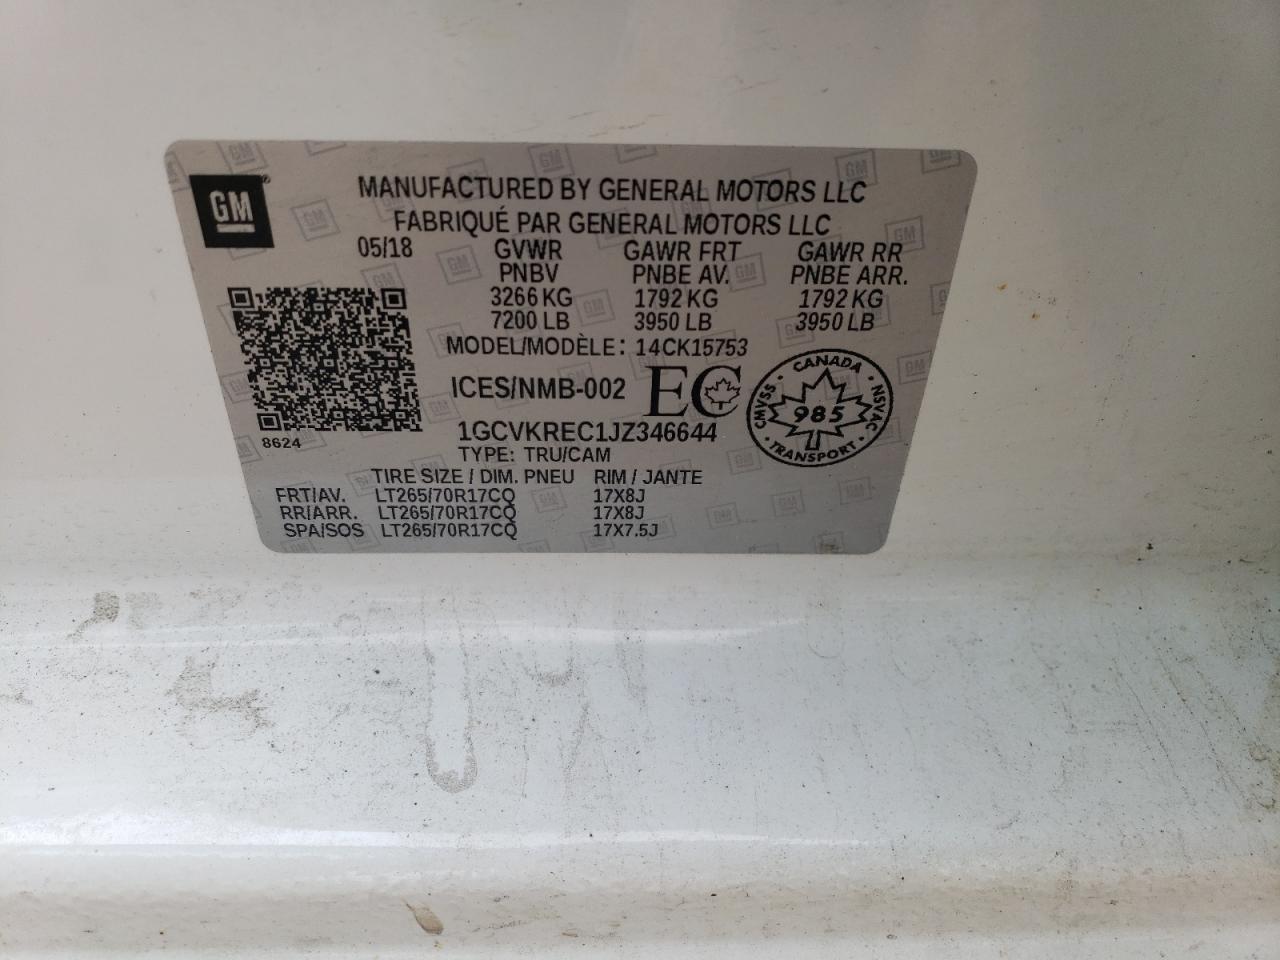 GM
MANUFACTURED BY GENERAL MOTORS LLC
FABRIQUÉ PAR GENERAL MOTORS LLC
05/18 GVWR GAWR FRT GAWR RR
PNBV PNBE AV. PNBE ARR.
3266 KG 1792 KG 1792 KG
7200 LB 3950 LB 3950 LB
MODEL/MODÈLE: 14CK15753
ICES/NMB-002 EC
CANADA
CMVSS 985 NSVAC
TRANSPORT
8624
1GCVKREC1JZ346644
TYPE: TRU/CAM
TIRE SIZE / DIM. PNEU RIM / JANTE
FRT/AV. LT265/70R17CQ 17X8J
RR/ARR. LT265/70R17CQ 17X8J
SPA/SOS LT265/70R17CQ 17X7.5J